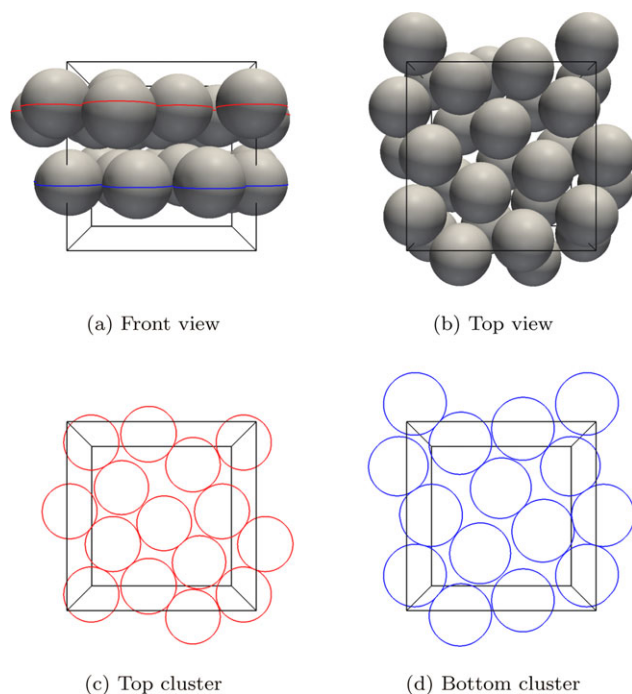 (a) Front view
(b) Top view
(c) Top cluster
(d) Bottom cluster